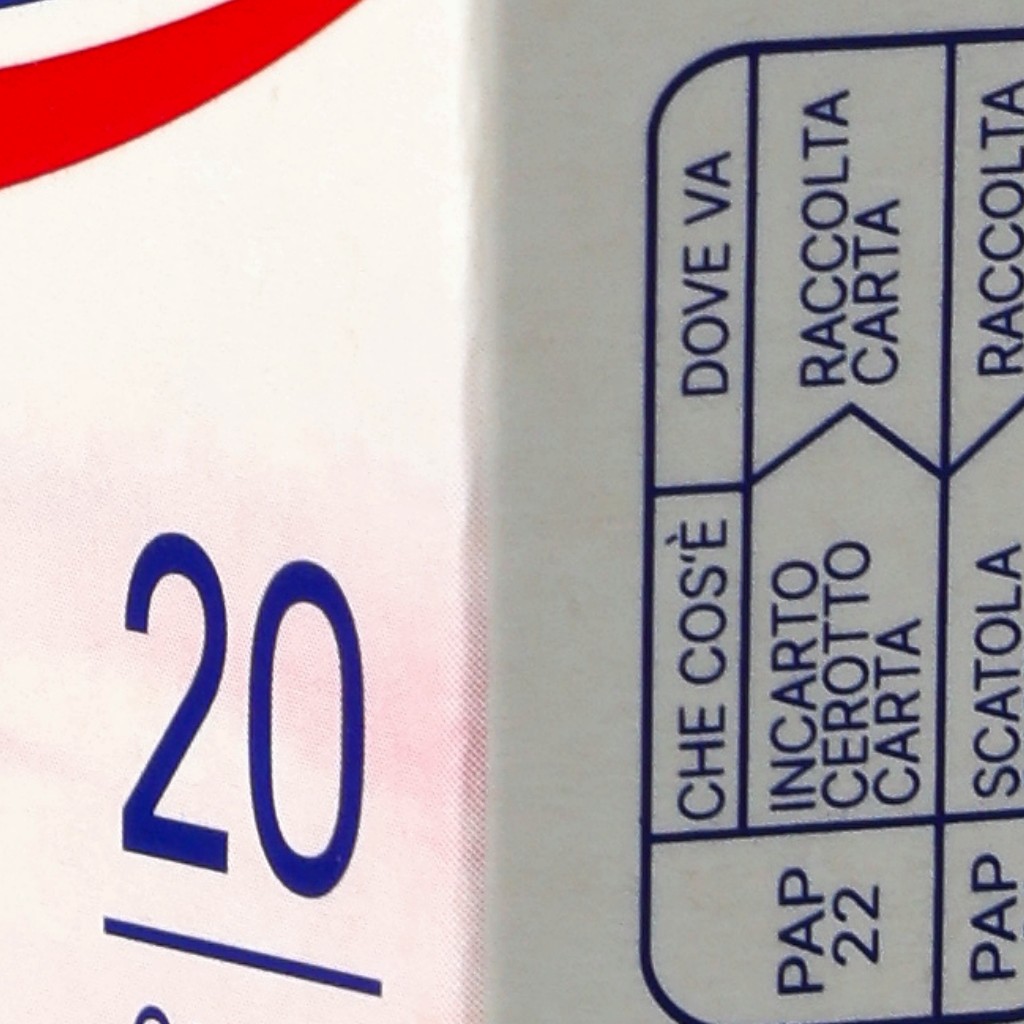 20
CHE COS'È
DOVE VA
PAP
22
INCARTO
CEROTTO
CARTA
RACCOLTA
CARTA
PAP
SCATOLA
RACCOLTA